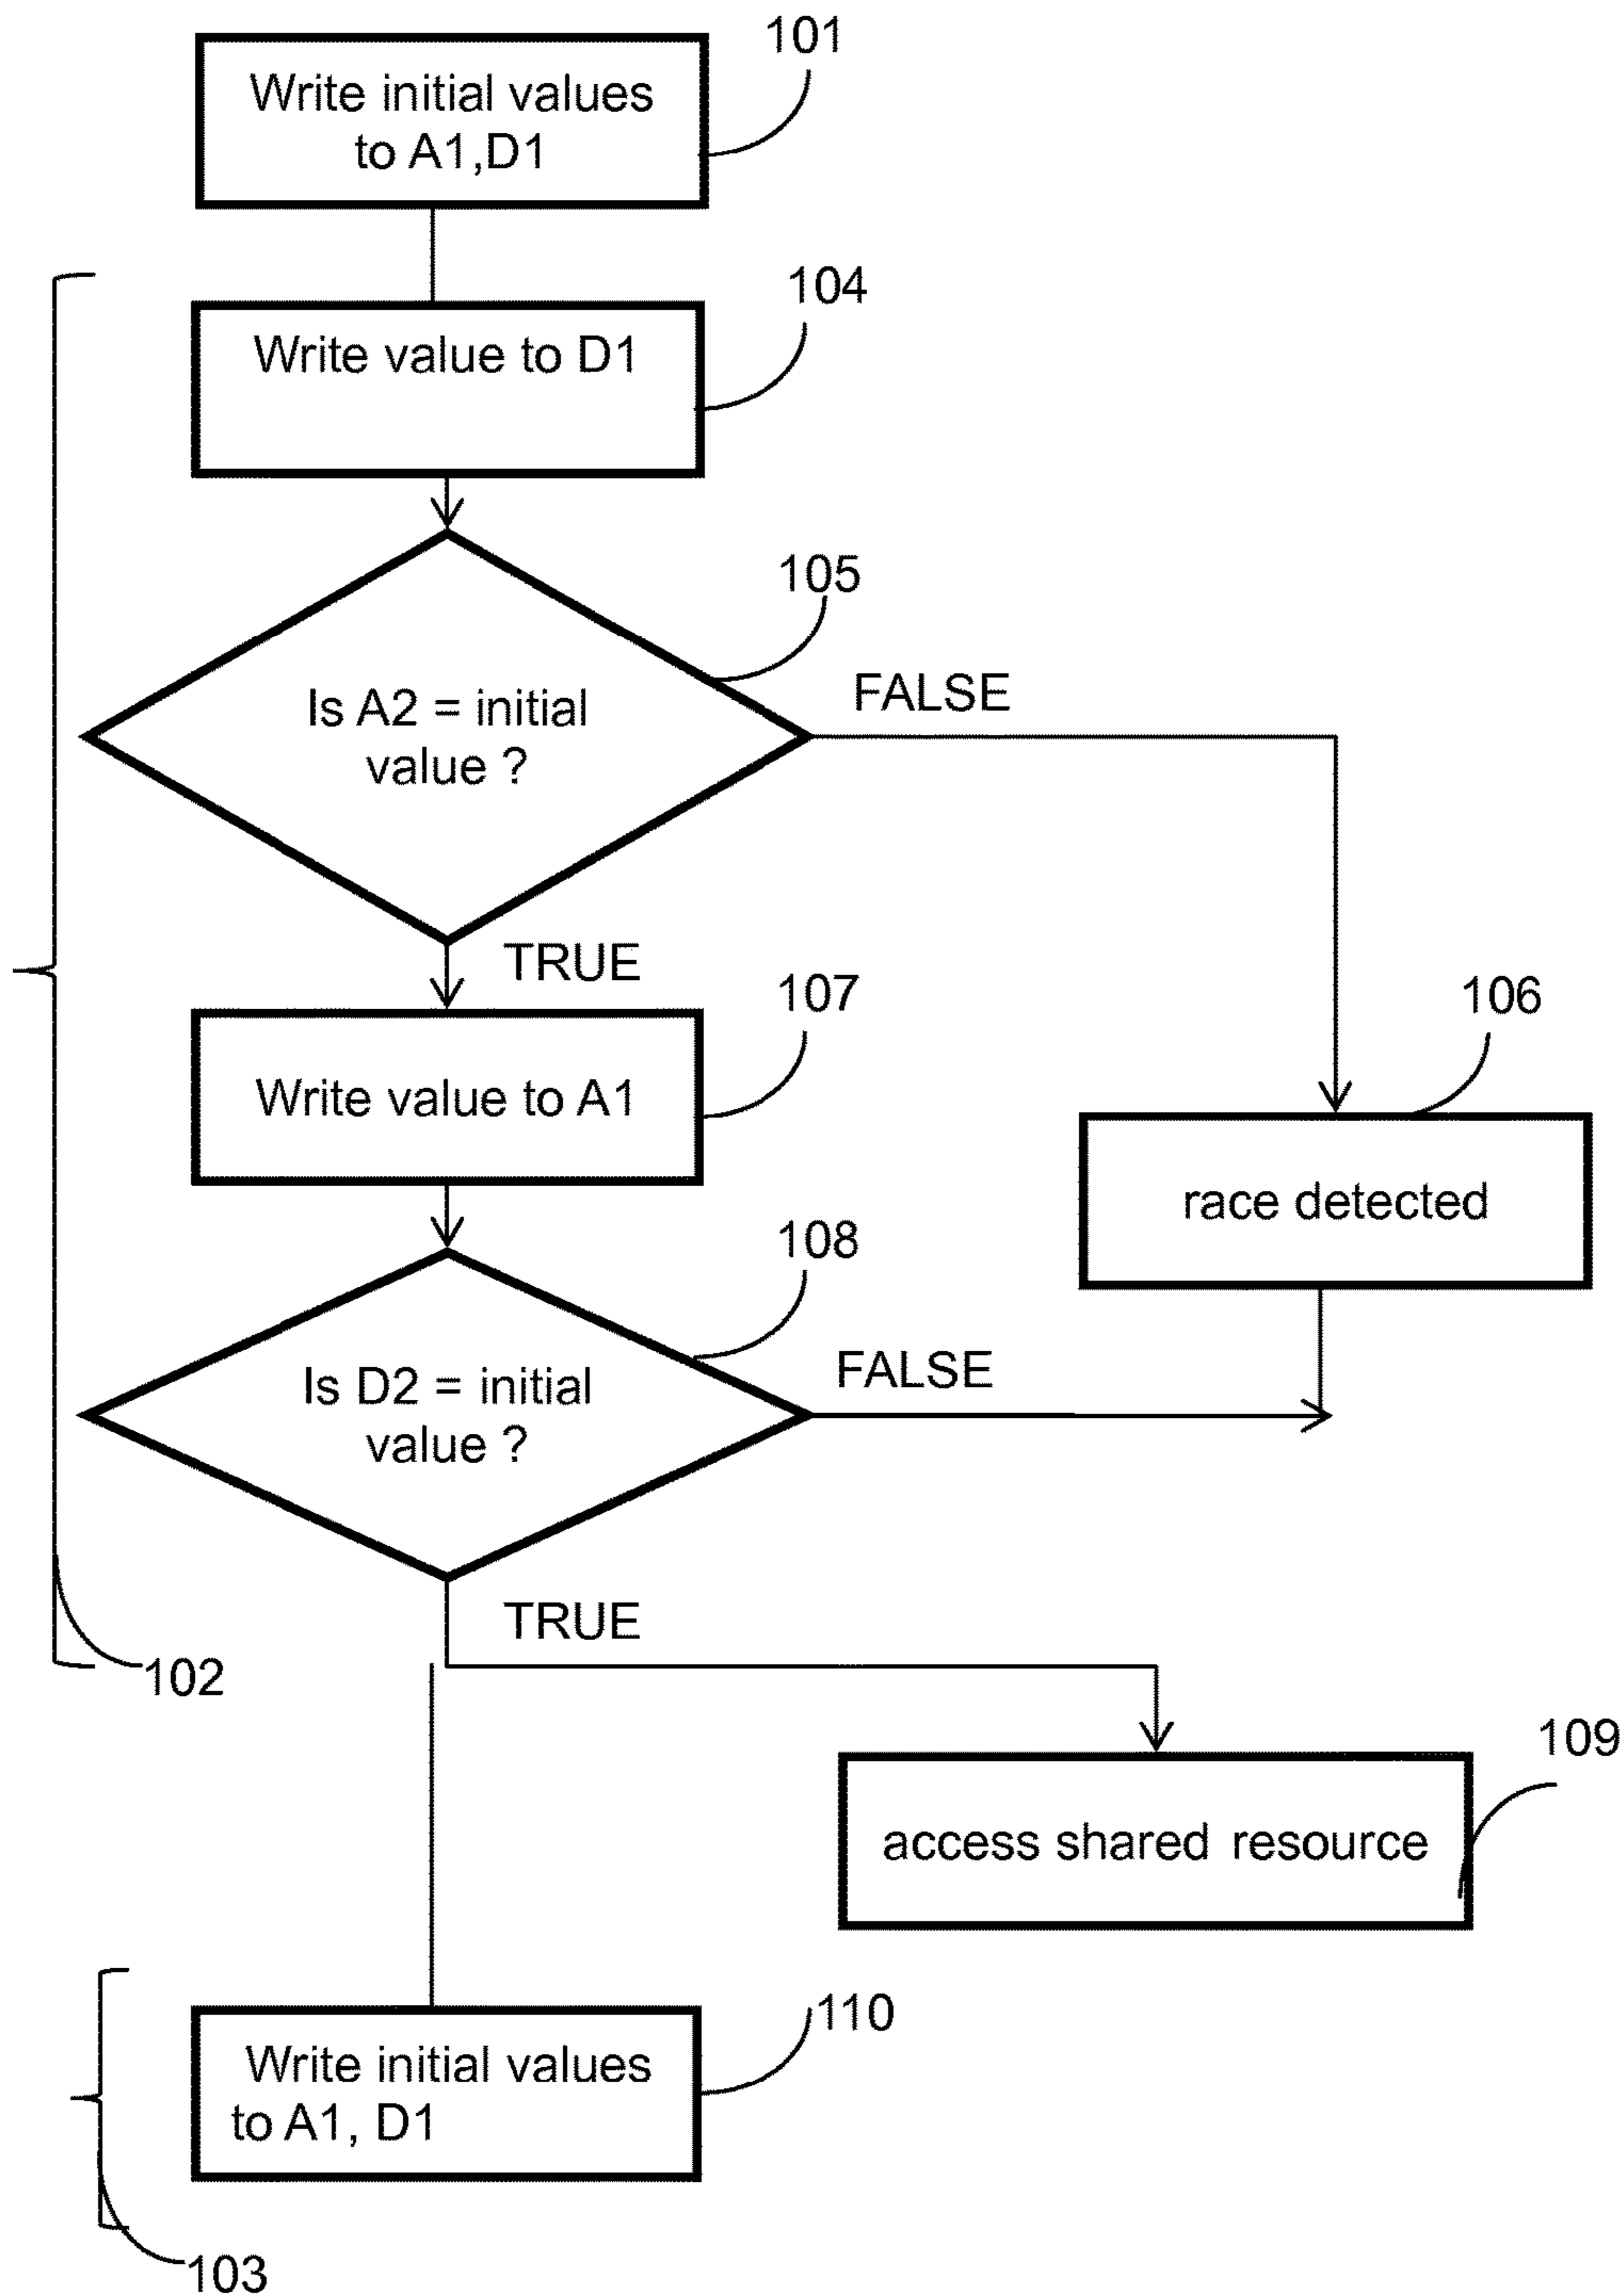 101
Write initial values
to A1,D1
104
Write value to D1
105
Is A2 = initial
value ?
FALSE
TRUE
107
Write value to A1
106
race detected
108
Is D2 = initial
value ?
FALSE
TRUE
102
109
access shared resource
110
Write initial values
to A1, D1
103